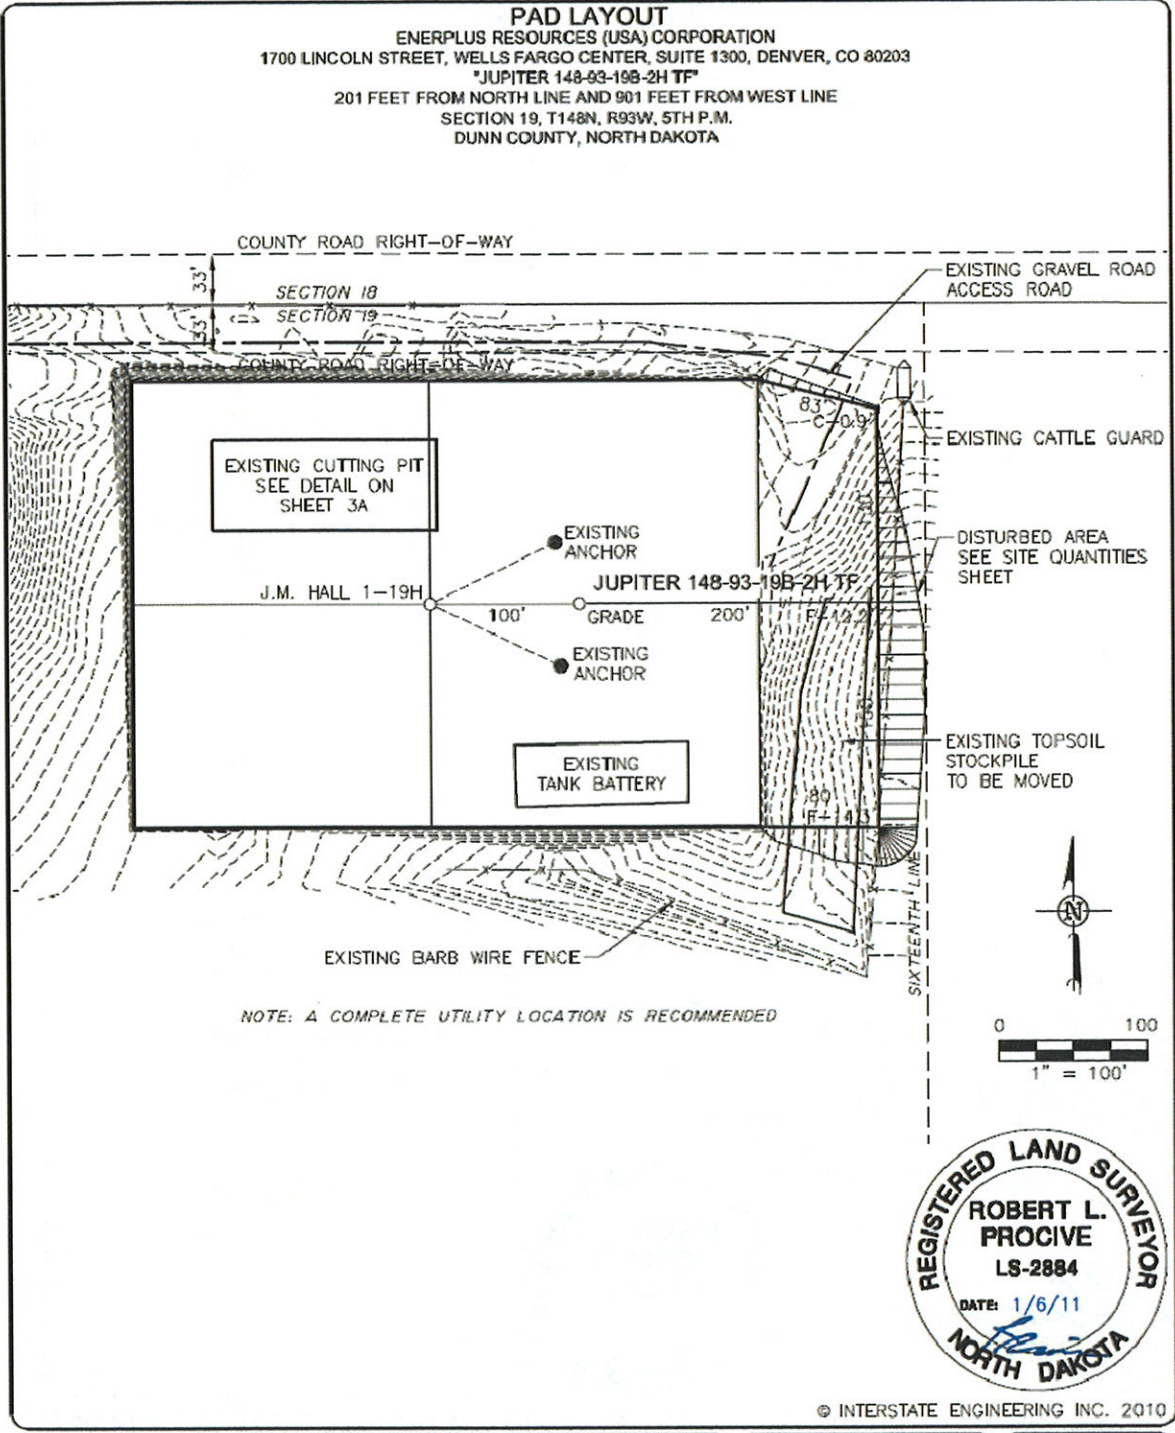 PAD LAYOUT
ENERPLUS RESOURCES (USA) CORPORATION
1700 LINCOLN STREET, WELLS FARGO CENTER, SUITE 1300, DENVER, CO 80203
"JUPITER 148-93-19B-2H TF"
201 FEET FROM NORTH LINE AND 901 FEET FROM WEST LINE
SECTION 19, T148N, R93W, 5TH P.M.
DUNN COUNTY, NORTH DAKOTA
COUNTY ROAD RIGHT-OF-WAY
33'
SECTION 18
SECTION 19
33'
COUNTY ROAD RIGHT-OF-WAY
EXISTING GRAVEL ROAD
ACCESS ROAD
83'
C-0.9
EXISTING CATTLE GUARD
EXISTING CUTTING PIT
SEE DETAIL ON
SHEET 3A
EXISTING
ANCHOR
DISTURBED AREA
SEE SITE QUANTITIES
SHEET
JUPITER 148-93-19B-2H TF
J.M. HALL 1-19H
100'
GRADE
200'
F-12.2
EXISTING
ANCHOR
EXISTING TOPSOIL
STOCKPILE
TO BE MOVED
EXISTING
TANK BATTERY
80
F-14.3
SIXTEENTH LINE
EXISTING BARB WIRE FENCE
N
NOTE: A COMPLETE UTILITY LOCATION IS RECOMMENDED
0 100
1" = 100'
REGISTERED LAND SURVEYOR
ROBERT L.
PROCIVE
LS-2884
DATE: 1/6/11
NORTH DAKOTA
© INTERSTATE ENGINEERING INC. 2010